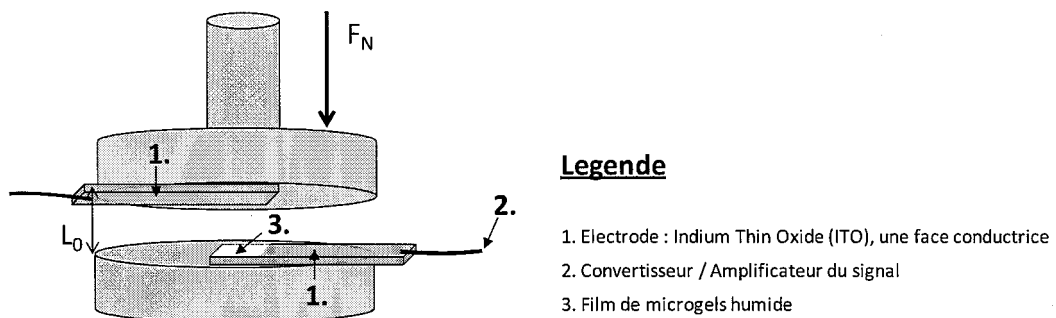 F_N
1.
L_0
3.
2.
1.
Legende
1. Electrode : Indium Thin Oxide (ITO), une face conductrice
2. Convertisseur / Amplificateur du signal
3. Film de microgels humide